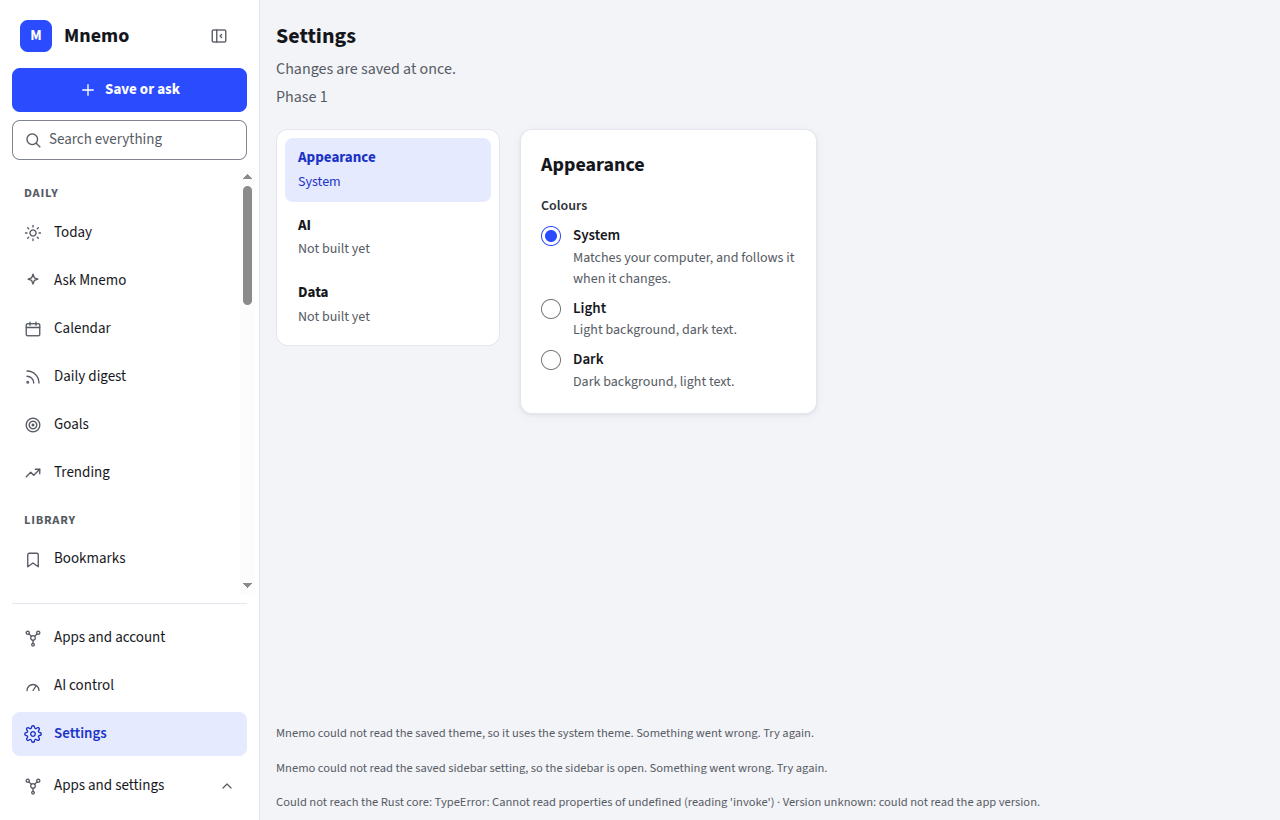 M Mnemo
Save or ask
Search everything
DAILY
Today
Ask Mnemo
Calendar
Daily digest
Goals
Trending
LIBRARY
Bookmarks
Apps and account
AI control
Settings
Apps and settings
Settings
Changes are saved at once.
Phase 1
Appearance
System
AI
Not built yet
Data
Not built yet
Appearance
Colours
System
Matches your computer, and follows it
when it changes.
Light
Light background, dark text.
Dark
Dark background, light text.
Mnemo could not read the saved theme, so it uses the system theme. Something went wrong. Try again.
Mnemo could not read the saved sidebar setting, so the sidebar is open. Something went wrong. Try again.
Could not reach the Rust core: TypeError: Cannot read properties of undefined (reading 'invoke') · Version unknown: could not read the app version.